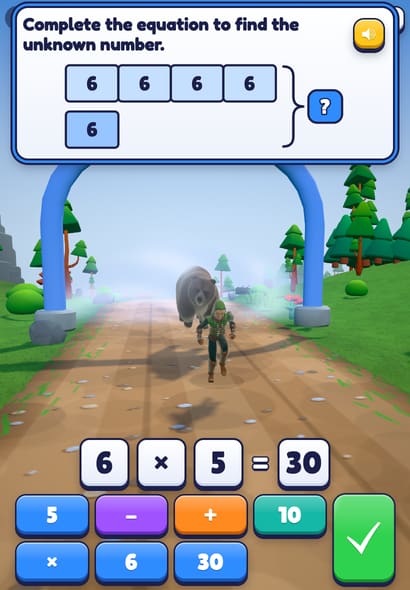 Complete the equation to find the
unknown number.
6 6 6 6
6
?
6 × 5 = 30
5 - + 10
× 6 30